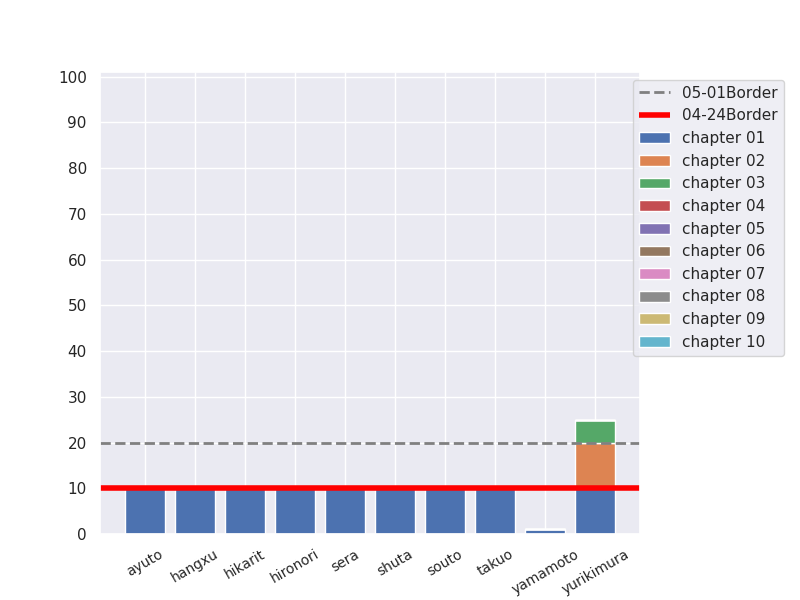 100
90
80
70
60
50
40
30
20
10
0
ayuto
hangxu
hikarit
hironori
sera
shuta
souto
takuo
yamamoto
yurikimura
05-01Border
04-24Border
chapter 01
chapter 02
chapter 03
chapter 04
chapter 05
chapter 06
chapter 07
chapter 08
chapter 09
chapter 10